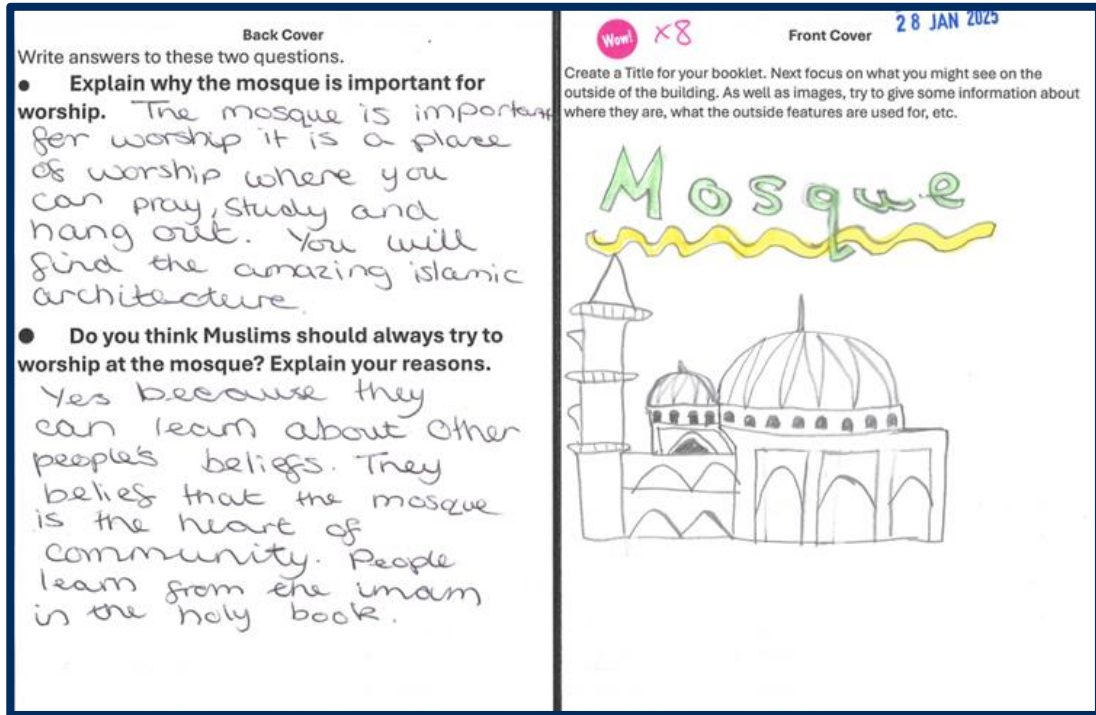 Back Cover
Write answers to these two questions.
● Explain why the mosque is important for
worship. The mosque is important
fer worship it is a place
of worship where you
can pray, study and
hang out. You will
find the amazing islamic
architecture.
● Do you think Muslims should always try to
worship at the mosque? Explain your reasons.
Yes because they
can learn about other
people's beliefs. They
belief that the mosque
is the heart of
community. People
learn from the imam
in the holy book.
Wow! x8
Front Cover
28 JAN 2025
Create a Title for your booklet. Next focus on what you might see on the
outside of the building. As well as images, try to give some information about
where they are, what the outside features are used for, etc.
Mosque